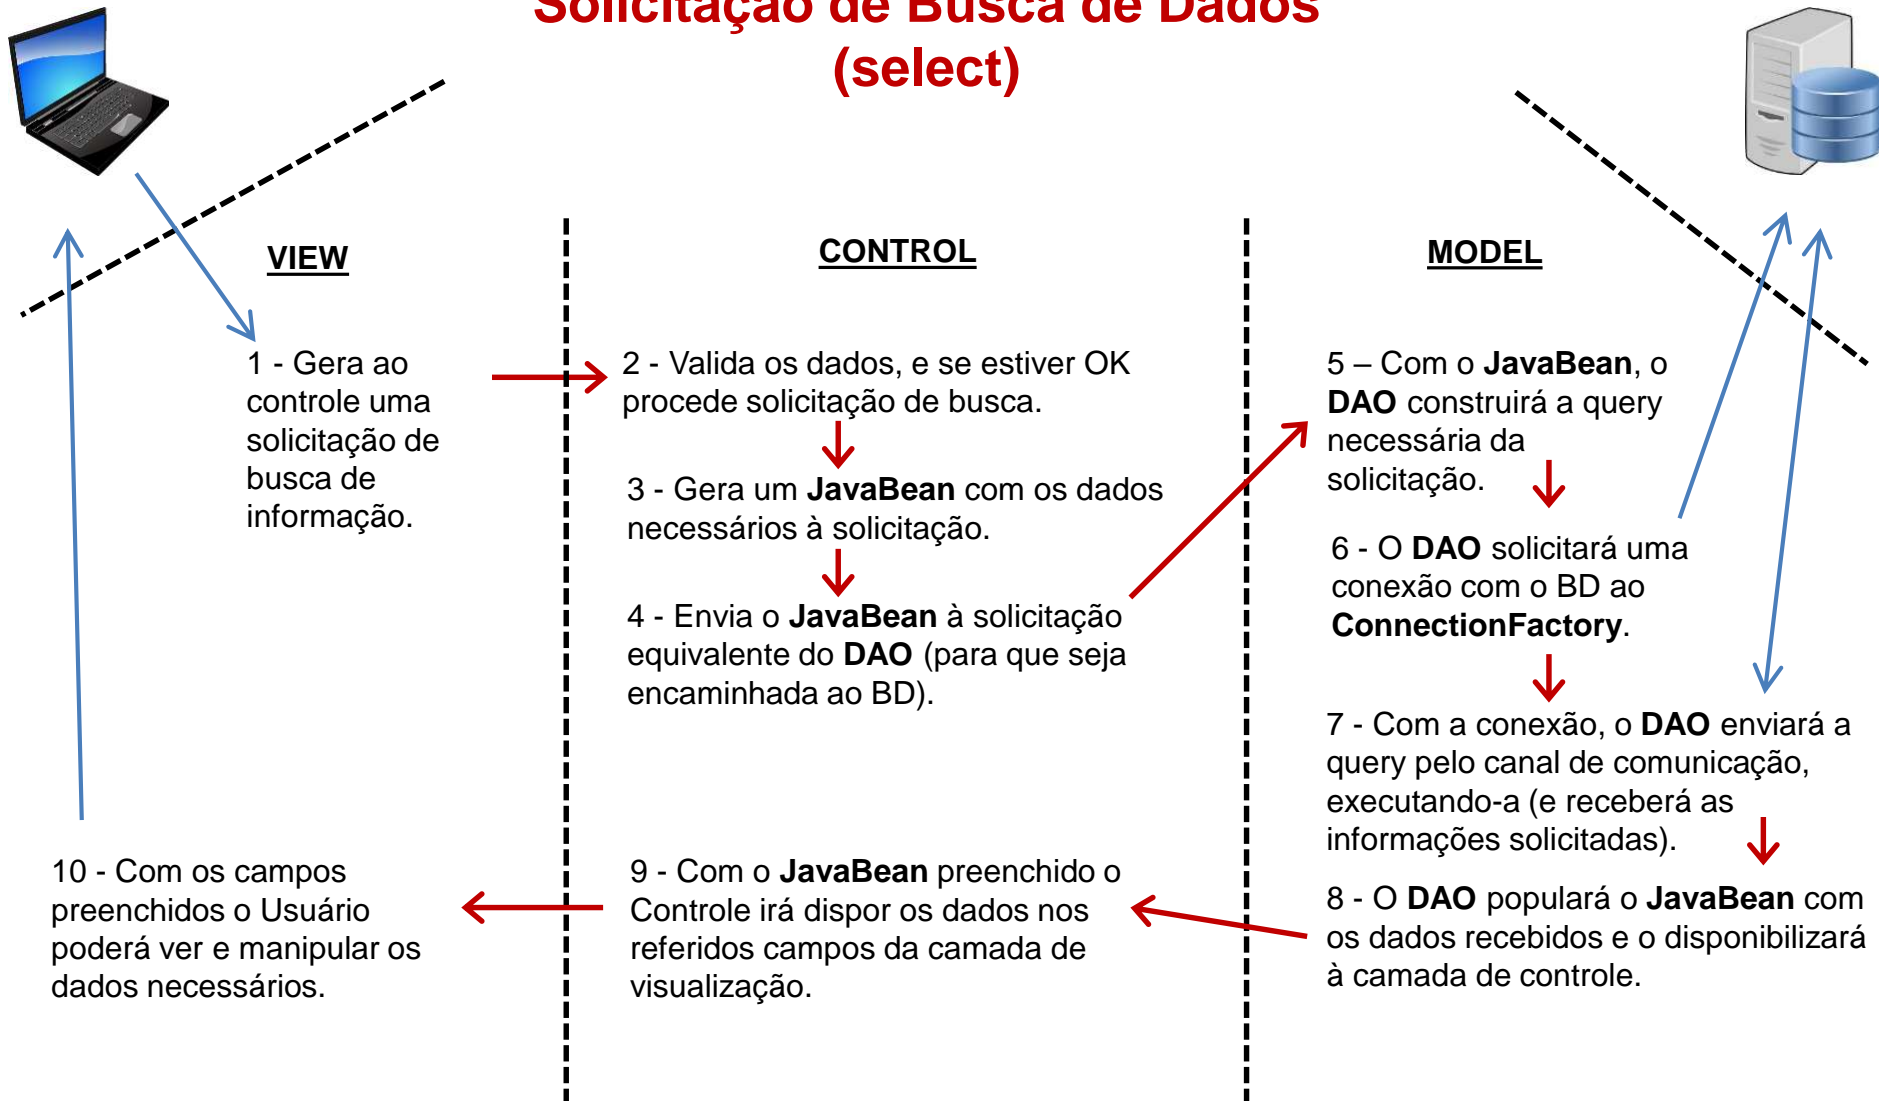 Solicitação de Busca de Dados
(select)
VIEW
CONTROL
MODEL
1 - Gera ao
controle uma
solicitação de
busca de
informação.
2 - Valida os dados, e se estiver OK
procede solicitação de busca.
3 - Gera um JavaBean com os dados
necessários à solicitação.
4 - Envia o JavaBean à solicitação
equivalente do DAO (para que seja
encaminhada ao BD).
5 – Com o JavaBean, o
DAO construirá a query
necessária da
solicitação.
6 - O DAO solicitará uma
conexão com o BD ao
ConnectionFactory.
7 - Com a conexão, o DAO enviará a
query pelo canal de comunicação,
executando-a (e receberá as
informações solicitadas).
8 - O DAO populará o JavaBean com
os dados recebidos e o disponibilizará
à camada de controle.
9 - Com o JavaBean preenchido o
Controle irá dispor os dados nos
referidos campos da camada de
visualização.
10 - Com os campos
preenchidos o Usuário
poderá ver e manipular os
dados necessários.